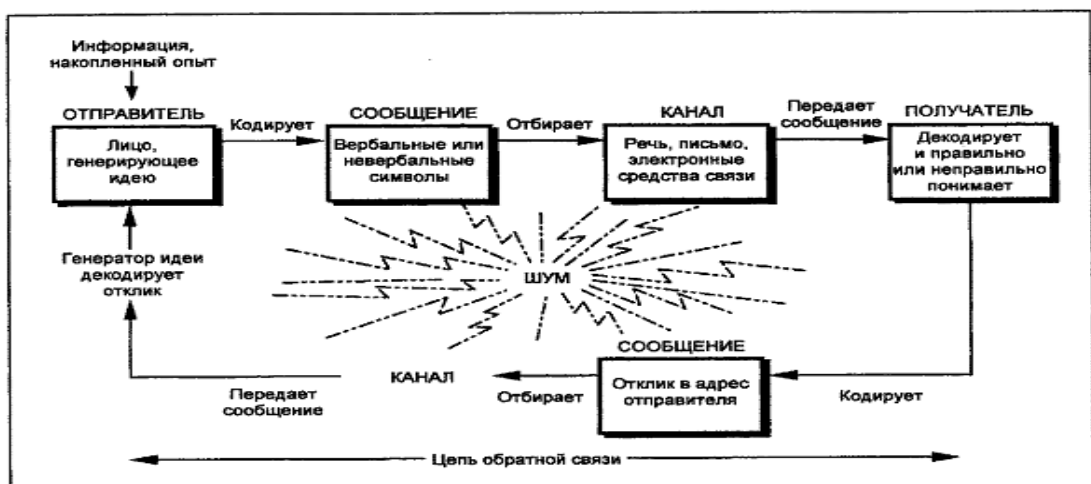 Информация,
накопленный опыт
ОТПРАВИТЕЛЬ
Лицо,
генерирующее
идею
Кодирует
СООБЩЕНИЕ
Вербальные или
невербальные
символы
Отбирает
КАНАЛ
Речь, письмо,
электронные
средства связи
Передает
сообщение
ПОЛУЧАТЕЛЬ
Декодирует
и правильно
или неправильно
понимает
Генератор идеи
декодирует
отклик
ШУМ
СООБЩЕНИЕ
Отклик в адрес
отправителя
Кодирует
Отбирает
КАНАЛ
Передает
сообщение
Цепь обратной связи